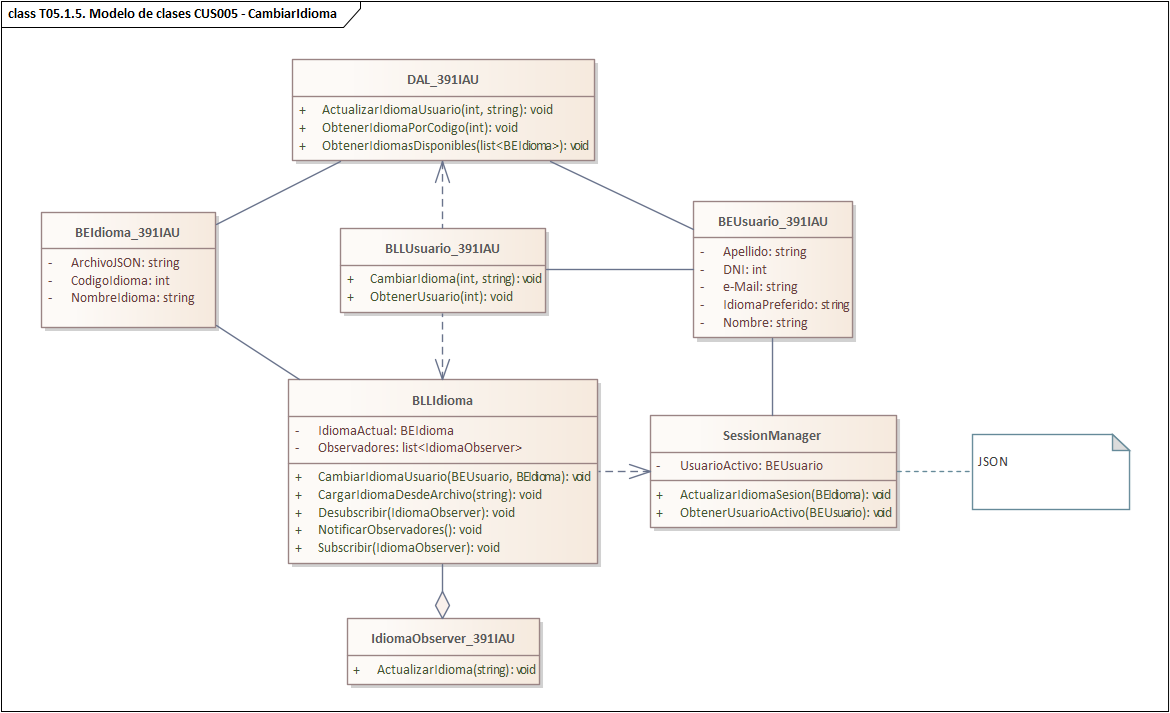 class T05.1.5. Modelo de clases CUS005 - CambiarIdioma
DAL_391IAU
+ ActualizarIdiomaUsuario(int, string): void
+ ObtenerIdiomaPorCodigo(int): void
+ ObtenerIdiomasDisponibles(list<BEIdioma>): void
BEIdioma_391IAU
- ArchivoJSON: string
- CodigoIdioma: int
- NombreIdioma: string
BLLUsuario_391IAU
+ CambiarIdioma(int, string): void
+ ObtenerUsuario(int): void
BEUsuario_391IAU
- Apellido: string
- DNI: int
- e-Mail: string
- IdiomaPreferido: string
- Nombre: string
BLLIdioma
- IdiomaActual: BEIdioma
- Observadores: list<IdiomaObserver>
+ CambiarIdiomaUsuario(BEUsuario, BEIdioma): void
+ CargarIdiomaDesdeArchivo(string): void
+ Desubscribir(IdiomaObserver): void
+ NotificarObservadores(): void
+ Subscribir(IdiomaObserver): void
SessionManager
- UsuarioActivo: BEUsuario
+ ActualizarIdiomaSesion(BEIdioma): void
+ ObtenerUsuarioActivo(BEUsuario): void
JSON
IdiomaObserver_391IAU
+ ActualizarIdioma(string): void